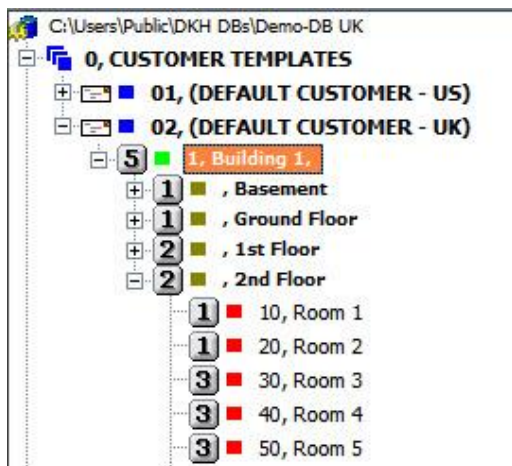 C:\Users\Public\DKH DBs\Demo-DB UK
0, CUSTOMER TEMPLATES
01, (DEFAULT CUSTOMER - US)
02, (DEFAULT CUSTOMER - UK)
5 1, Building 1,
1 , Basement
1 , Ground Floor
2 , 1st Floor
2 , 2nd Floor
1 10, Room 1
1 20, Room 2
3 30, Room 3
3 40, Room 4
3 50, Room 5